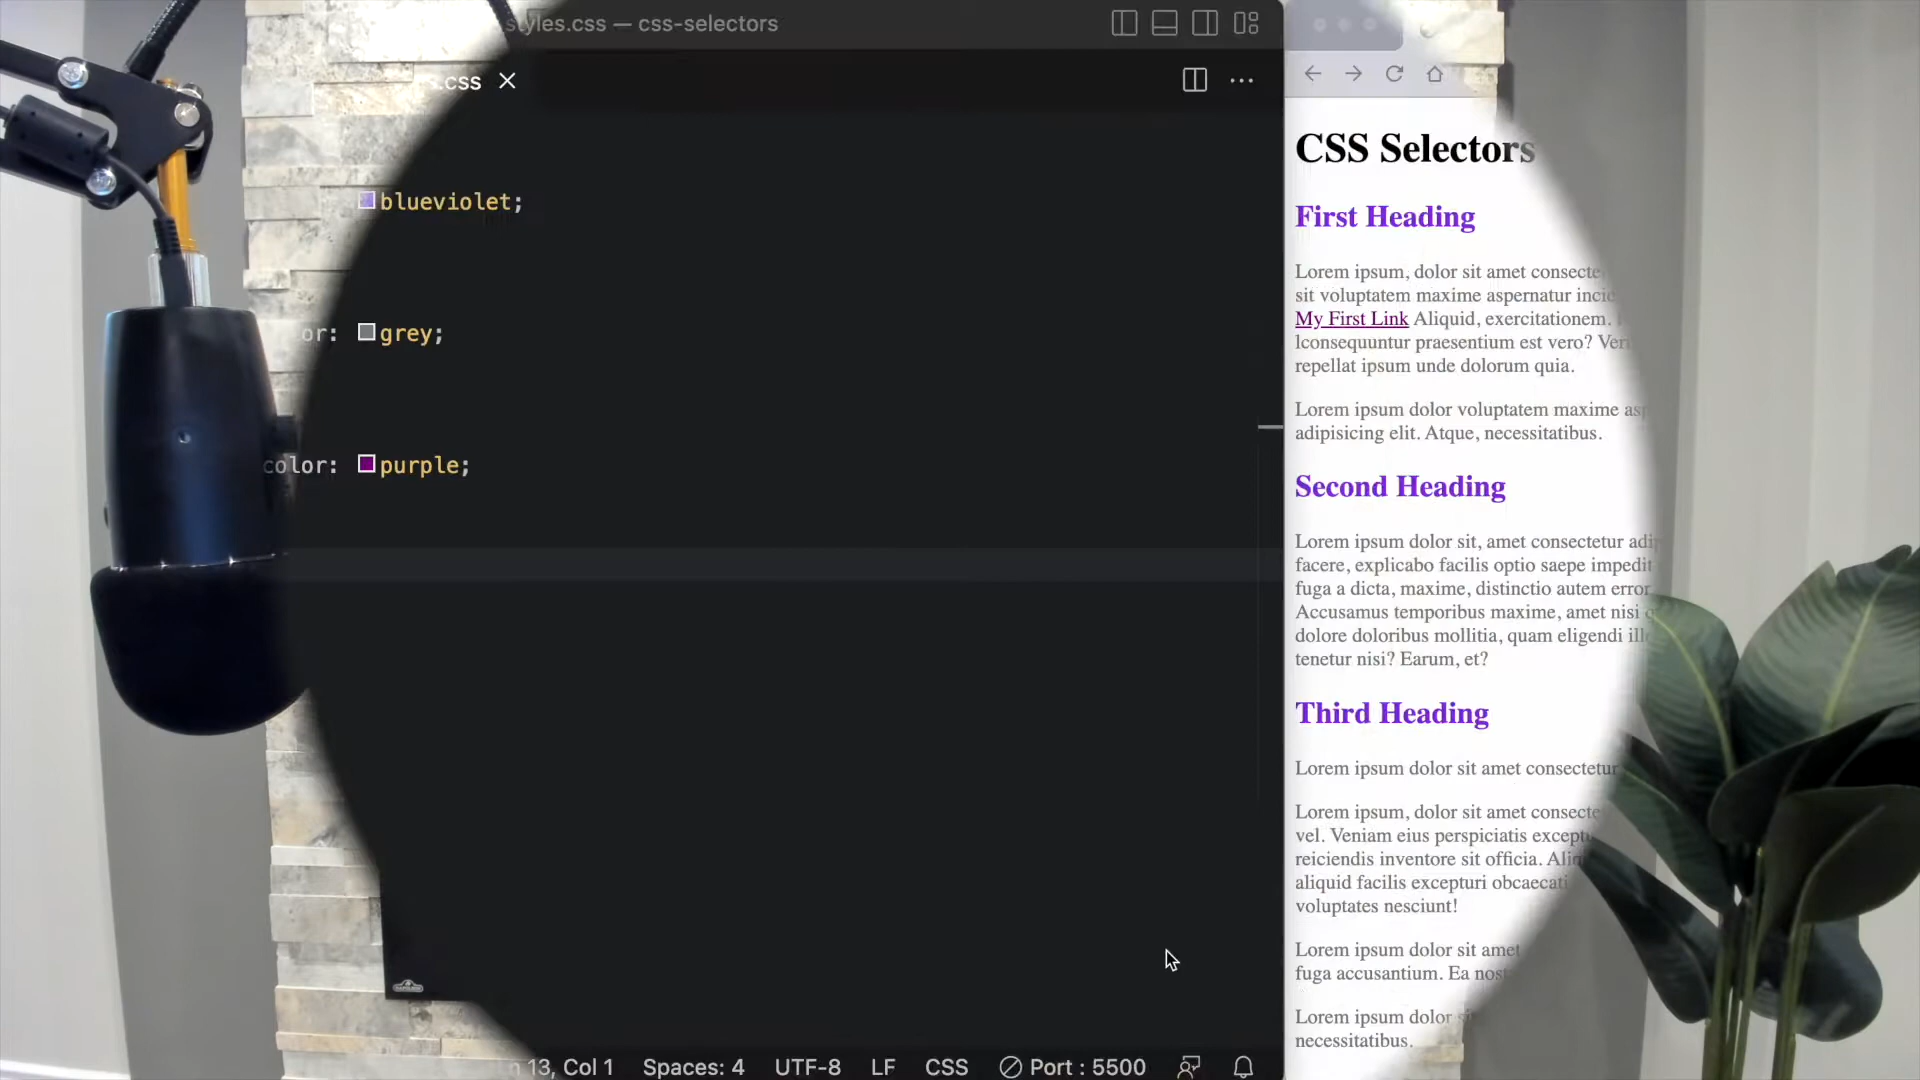 styles.css — css-selectors
s.css
blueviolet;
or: grey;
color: purple;
n 13, Col 1 Spaces: 4 UTF-8 LF CSS Port : 5500
CSS Selectors
First Heading
Lorem ipsum, dolor sit amet consecte
sit voluptatem maxime aspernatur incid
My First Link Aliquid, exercitationem.
lconsequuntur praesentium est vero? Ver
repellat ipsum unde dolorum quia.
Lorem ipsum dolor voluptatem maxime asp
adipisicing elit. Atque, necessitatibus.
Second Heading
Lorem ipsum dolor sit, amet consectetur adip
facere, explicabo facilis optio saepe impedit
fuga a dicta, maxime, distinctio autem error
Accusamus temporibus maxime, amet nisi
dolore doloribus mollitia, quam eligendi ill
tenetur nisi? Earum, et?
Third Heading
Lorem ipsum dolor sit amet consectetur
Lorem ipsum, dolor sit amet consecte
vel. Veniam eius perspiciatis except
reiciendis inventore sit officia. Ali
aliquid facilis excepturi obcaecati
voluptates nesciunt!
Lorem ipsum dolor sit amet
fuga accusantium. Ea nos
Lorem ipsum dolor
necessitatibus.